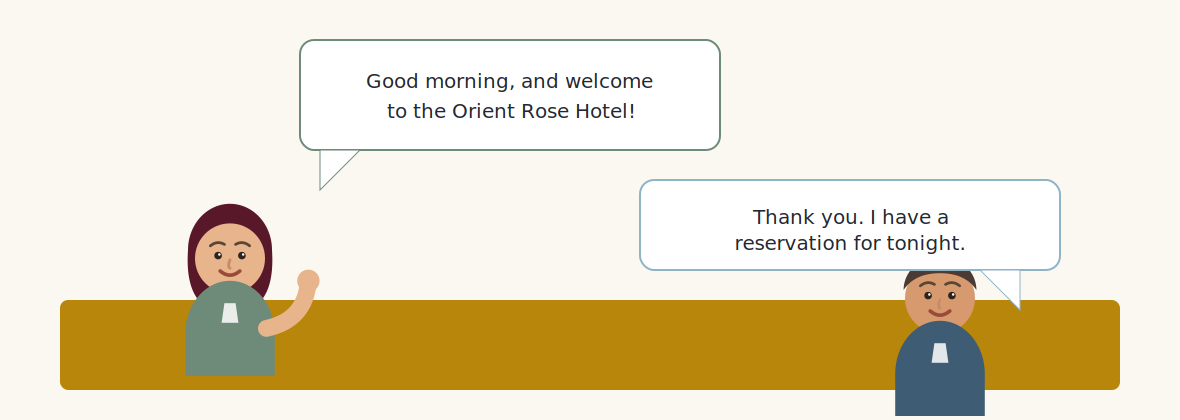 Good morning, and welcome
to the Orient Rose Hotel!
Thank you. I have a
reservation for tonight.